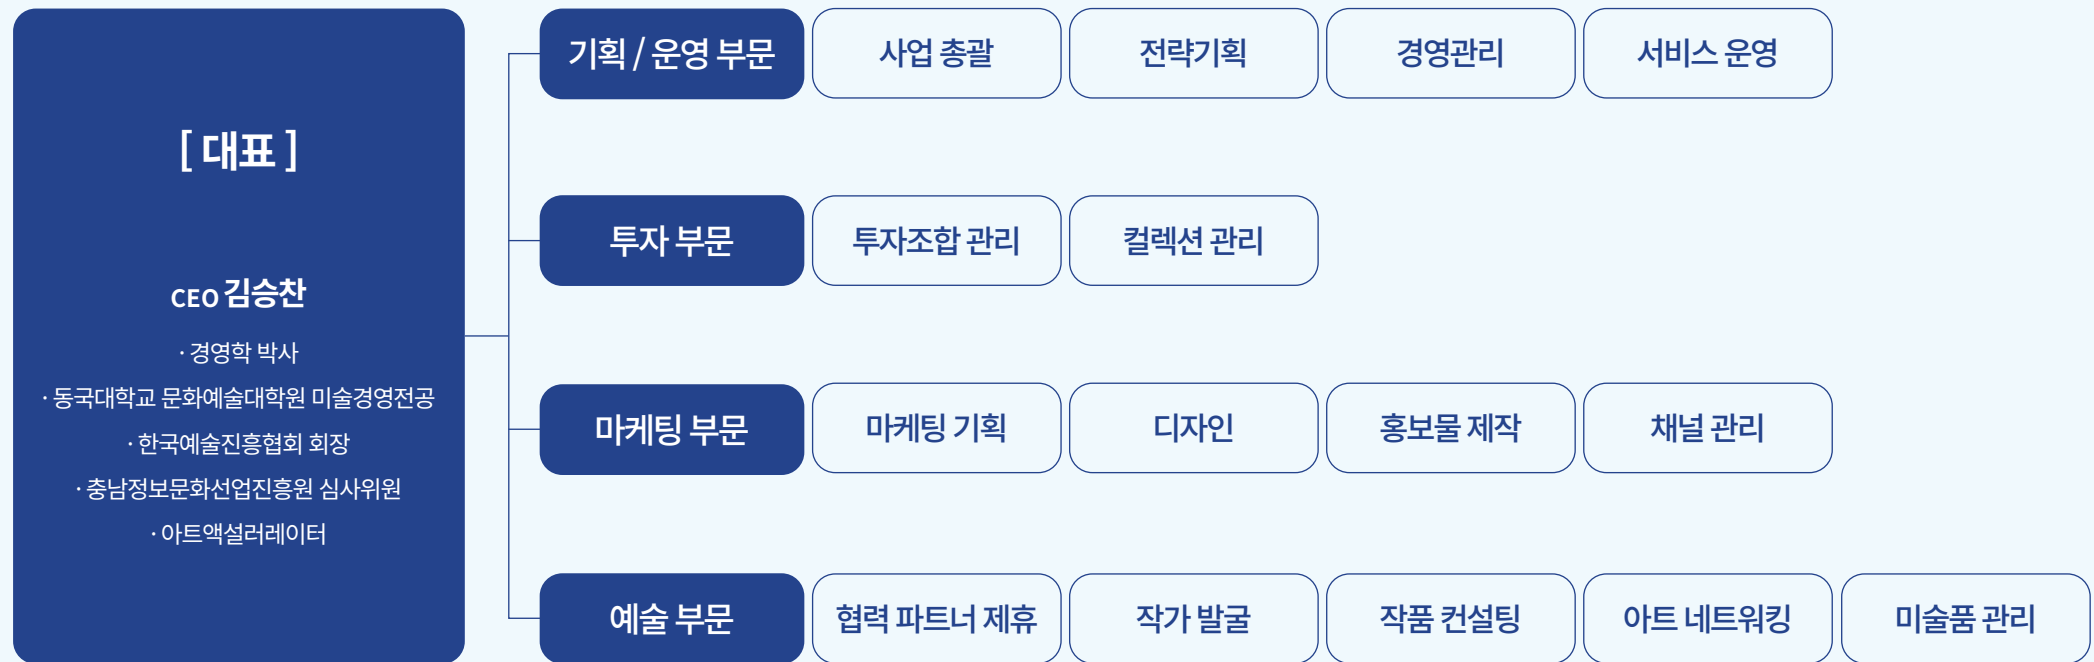 [ 대표 ]
CEO 김승찬
· 경영학 박사
· 동국대학교 문화예술대학원 미술경영전공
· 한국예술진흥협회 회장
· 충남정보문화선업진흥원 심사위원
· 아트액설러레이터
기획 / 운영 부문 사업 총괄 전략기획 경영관리 서비스 운영
투자 부문 투자조합 관리 컬렉션 관리
마케팅 부문 마케팅 기획 디자인 홍보물 제작 채널 관리
예술 부문 협력 파트너 제휴 작가 발굴 작품 컨설팅 아트 네트워킹 미술품 관리